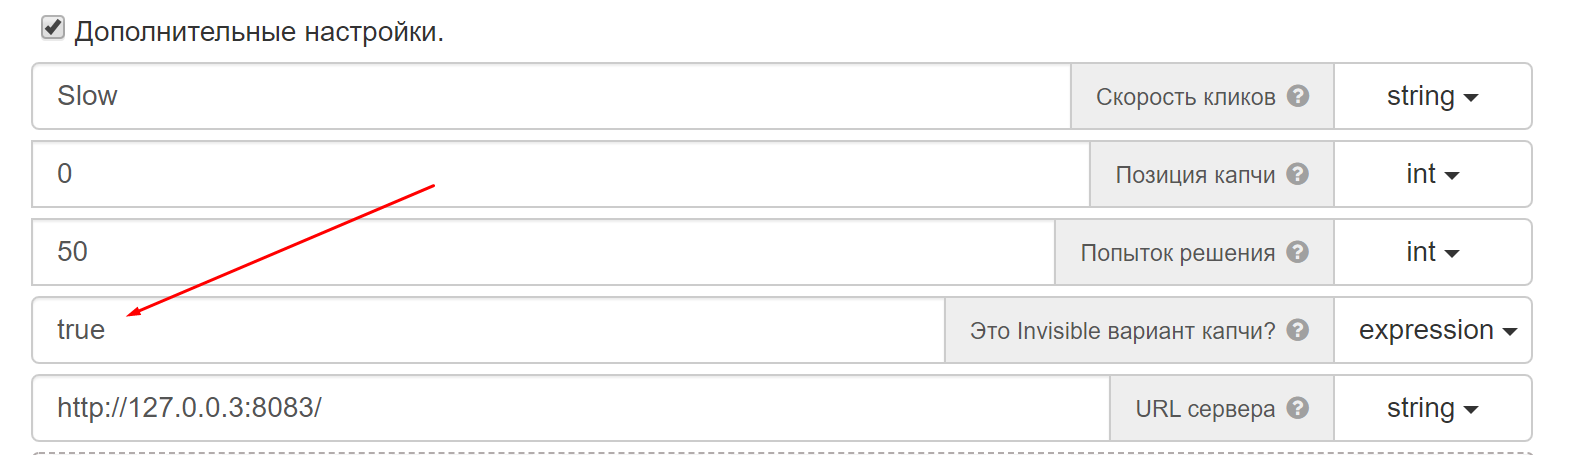 Дополнительные настройки.
Slow Скорость кликов ? string
0 Позиция капчи ? int
50 Попыток решения ? int
true Это Invisible вариант капчи? ? expression
http://127.0.0.3:8083/ URL сервера ? string